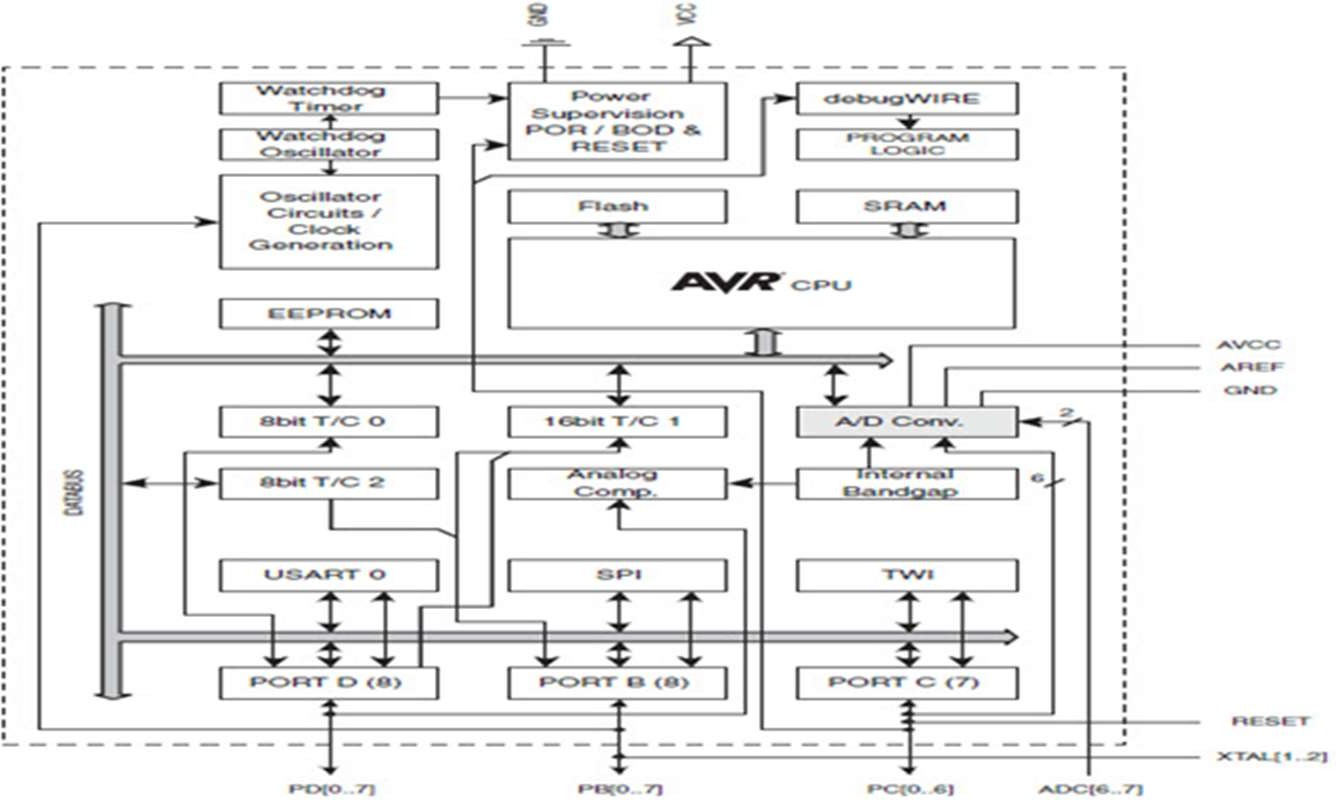 GND
VCC
Watchdog
Timer
Power
Supervision
POR / BOD &
RESET
debugWIRE
Watchdog
Oscillator
PROGRAM
LOGIC
Oscillator
Circuits /
Clock
Generation
Flash
SRAM
AVR CPU
EEPROM
AVCC
AREF
GND
8bit T/C 0
16bit T/C 1
A/D Conv.
2
DATABUS
8bit T/C 2
Analog
Comp.
Internal
Bandgap
6
USART 0
SPI
TWI
PORT D (8)
PORT B (8)
PORT C (7)
RESET
XTAL[1..2]
PD[0..7]
PB[0..7]
PC[0..6]
ADC[6..7]